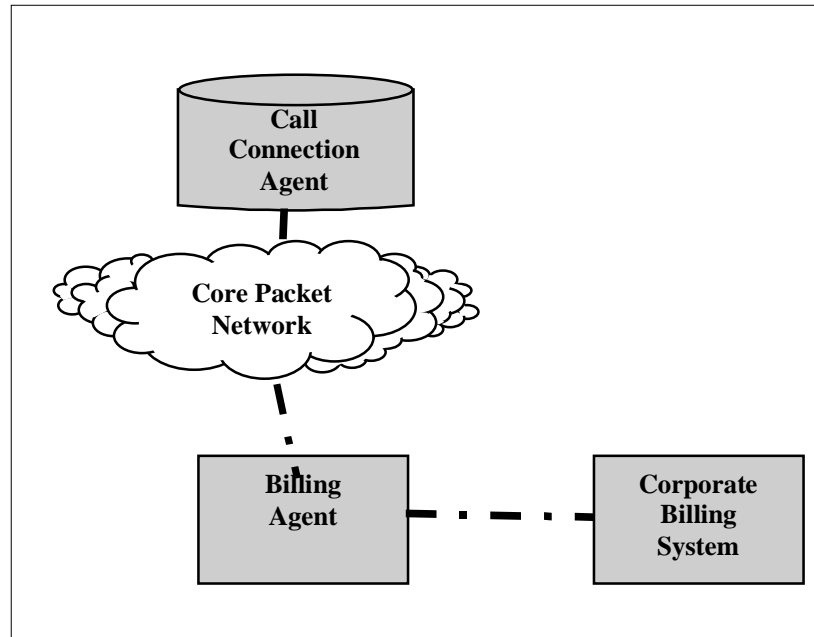 Call
Connection
Agent
Core Packet
Network
Billing
Agent
Corporate
Billing
System